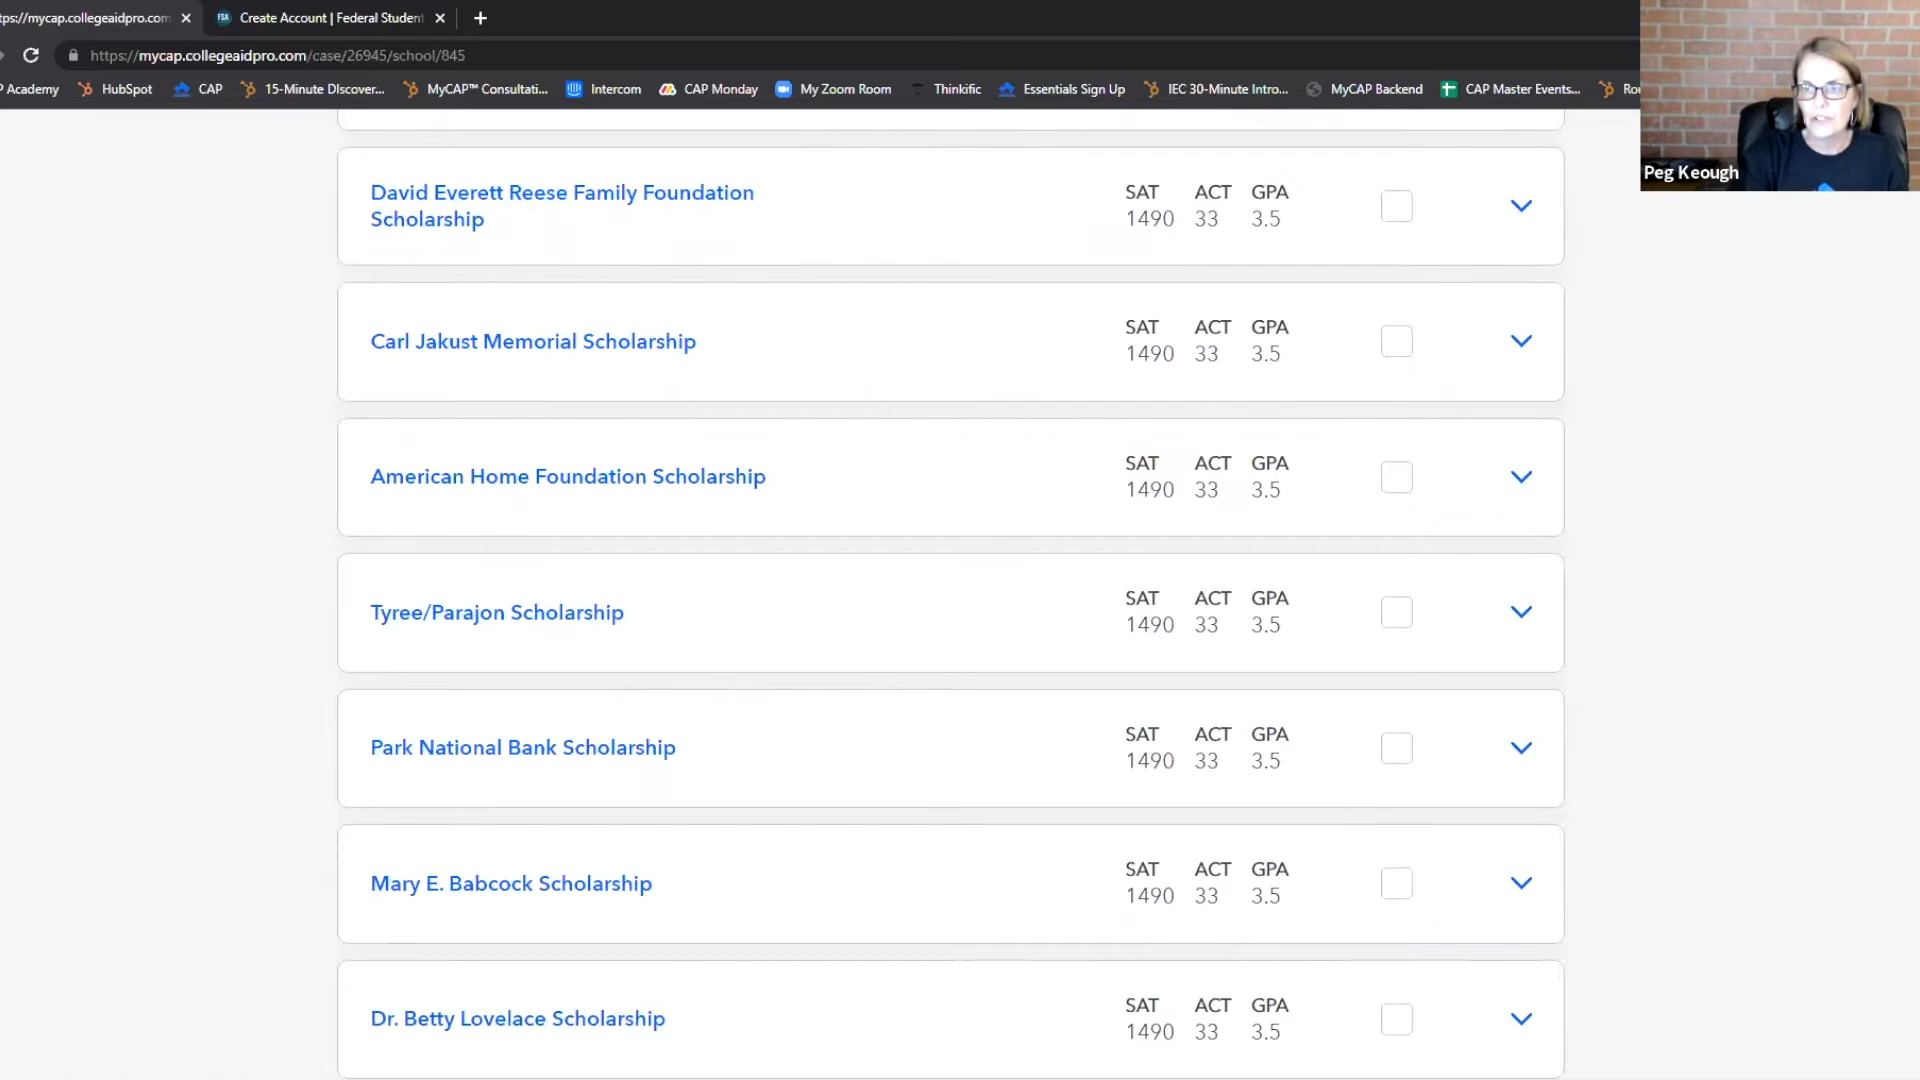 tps://mycap.collegeaidpro.com
Create Account | Federal Student
https://mycap.collegeaidpro.com/case/26945/school/845
P Academy
HubSpot
CAP
15-Minute DIscover...
MyCAP™ Consultati...
Intercom
CAP Monday
My Zoom Room
Thinkific
Essentials Sign Up
IEC 30-Minute Intro...
MyCAP Backend
CAP Master Events...
Rou
Peg Keough
David Everett Reese Family Foundation
Scholarship
SAT ACT GPA
1490 33 3.5
Carl Jakust Memorial Scholarship
SAT ACT GPA
1490 33 3.5
American Home Foundation Scholarship
SAT ACT GPA
1490 33 3.5
Tyree/Parajon Scholarship
SAT ACT GPA
1490 33 3.5
Park National Bank Scholarship
SAT ACT GPA
1490 33 3.5
Mary E. Babcock Scholarship
SAT ACT GPA
1490 33 3.5
Dr. Betty Lovelace Scholarship
SAT ACT GPA
1490 33 3.5